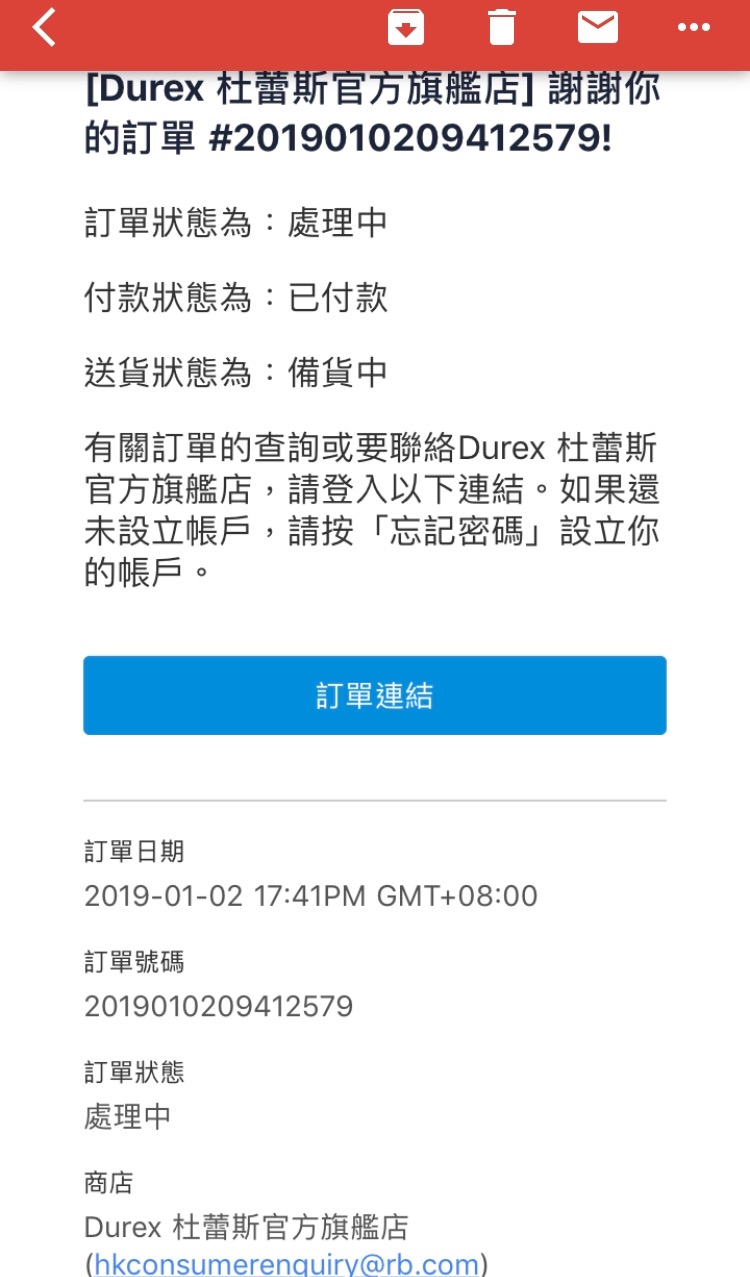 [Durex 杜蕾斯官方旗艦店] 謝謝你
的訂單 #2019010209412579!
訂單狀態為：處理中
付款狀態為：已付款
送貨狀態為：備貨中
有關訂單的查詢或要聯絡Durex 杜蕾斯
官方旗艦店，請登入以下連結。如果還
未設立帳戶，請按「忘記密碼」設立你
的帳戶。
訂單連結
訂單日期
2019-01-02 17:41PM GMT+08:00
訂單號碼
2019010209412579
訂單狀態
處理中
商店
Durex 杜蕾斯官方旗艦店
(hkconsumerenquiry@rb.com)